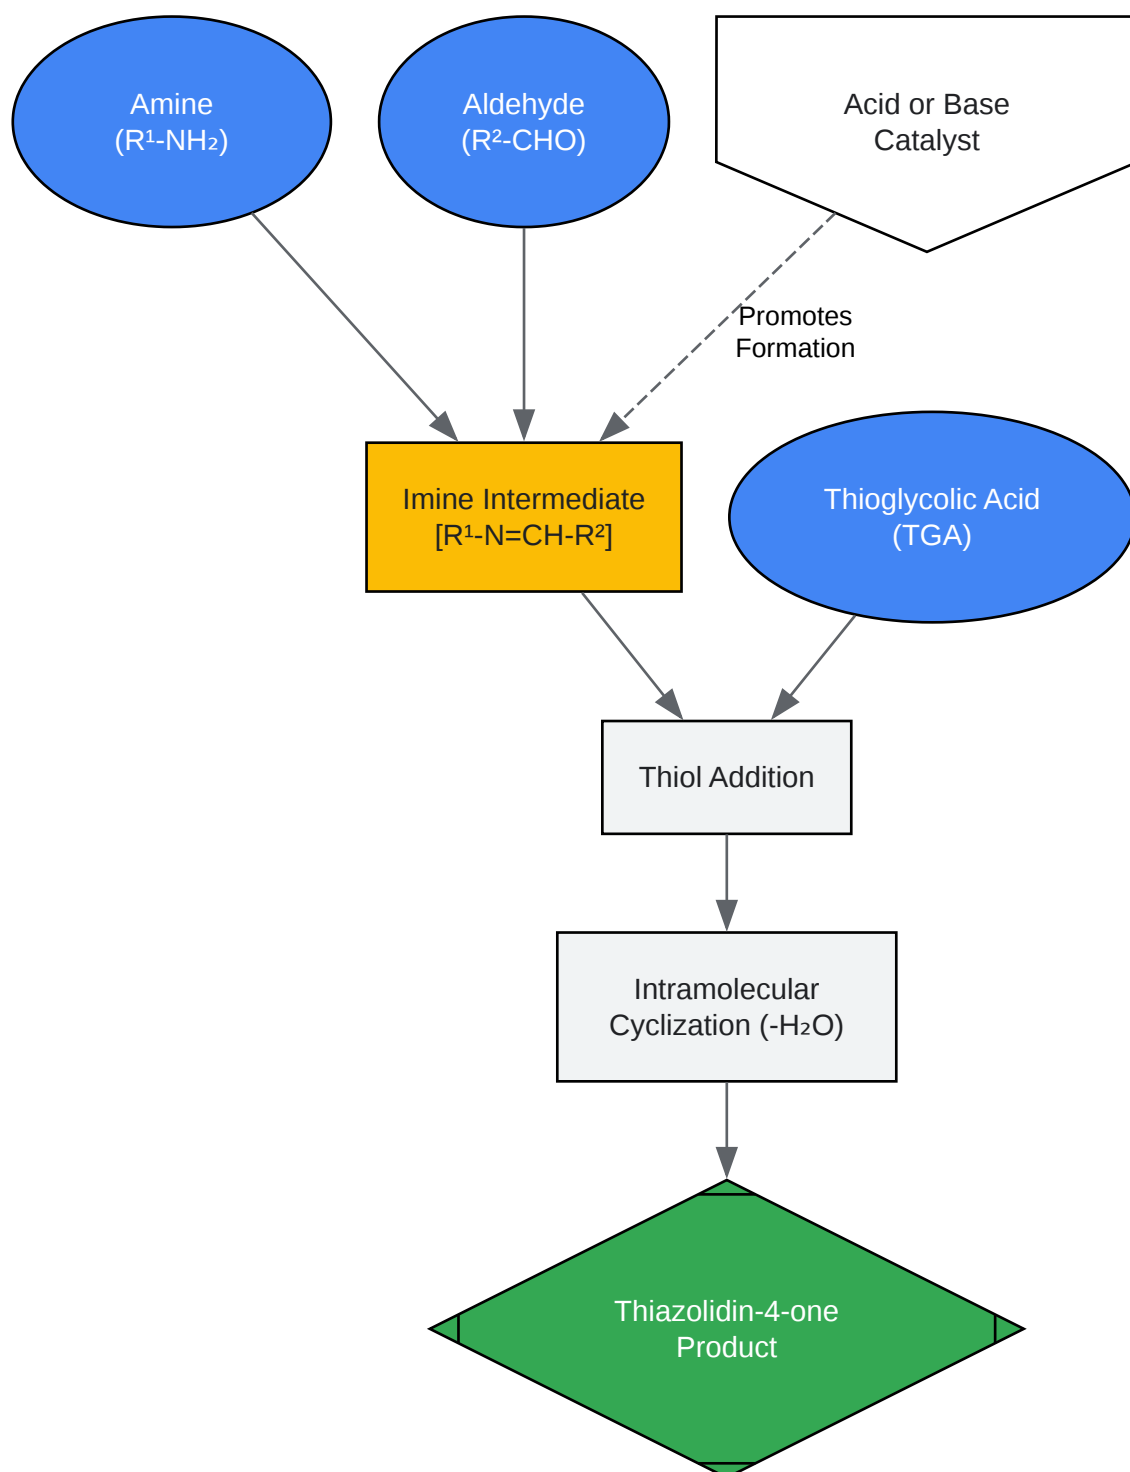 Amine
(R¹-NH₂)
Aldehyde
(R²-CHO)
Acid or Base
Catalyst
Promotes
Formation
Imine Intermediate
[R¹-N=CH-R²]
Thioglycolic Acid
(TGA)
Thiol Addition
Intramolecular
Cyclization (-H₂O)
Thiazolidin-4-one
Product